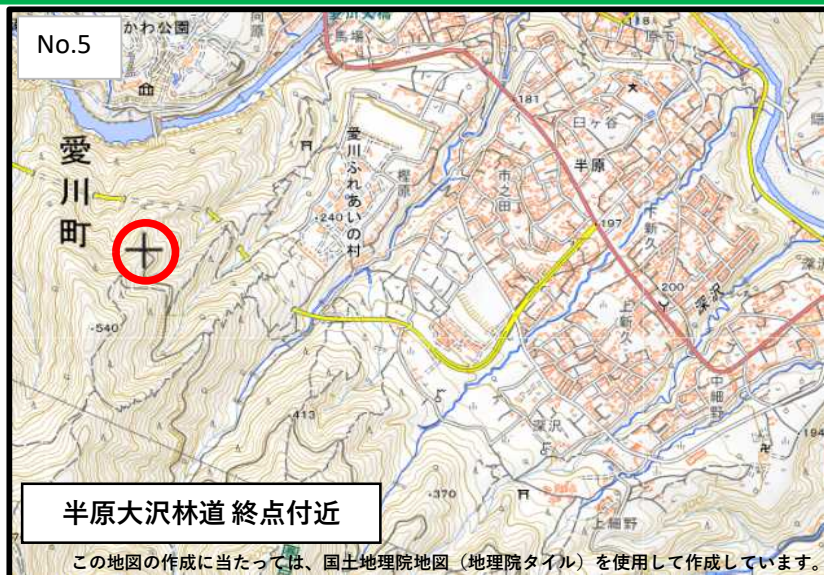 No.5
かわ公園
愛川大橋
馬場
原下
118
181
臼ヶ谷
愛川町
愛川ふれあいの村
樫原
半原
市之田
240
197
下新久
200
深沢
上新久
540
413
中細野
194
深沢
370
上細野
半原大沢林道 終点付近
この地図の作成に当たっては、国土地理院地図（地理院タイル）を使用して作成しています。